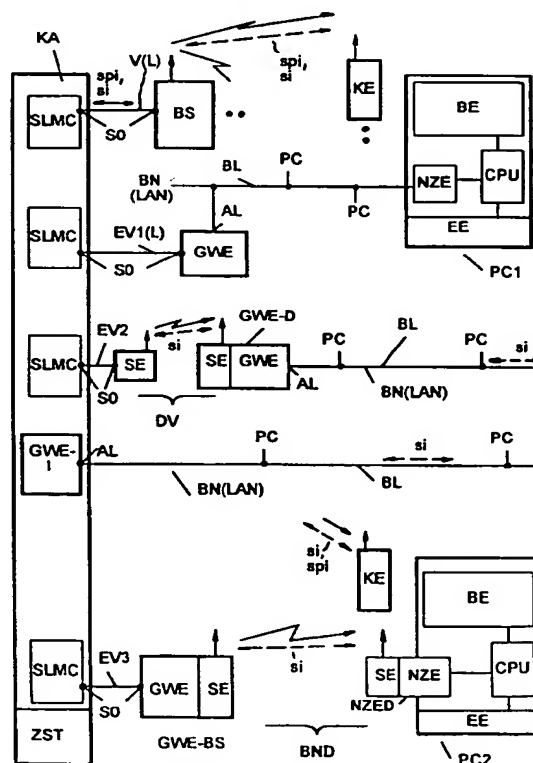 KA
spi,
si
V(L)
SLMC
S0
BS
spi,
si
KE
BE
CPU
NZE
EE
PC1
BN
(LAN)
BL
PC
PC
AL
SLMC
EV1(L)
S0
GWE
GWE-D
SLMC
EV2
S0
SE
si
SE
GWE
AL
DV
PC
BL
PC
si
BN(LAN)
GWE-
I
AL
PC
si
PC
BN(LAN)
BL
si,
spi
KE
BE
CPU
SE
NZE
NZED
EE
PC2
SLMC
EV3
S0
GWE
SE
si
GWE-BS
BND
ZST